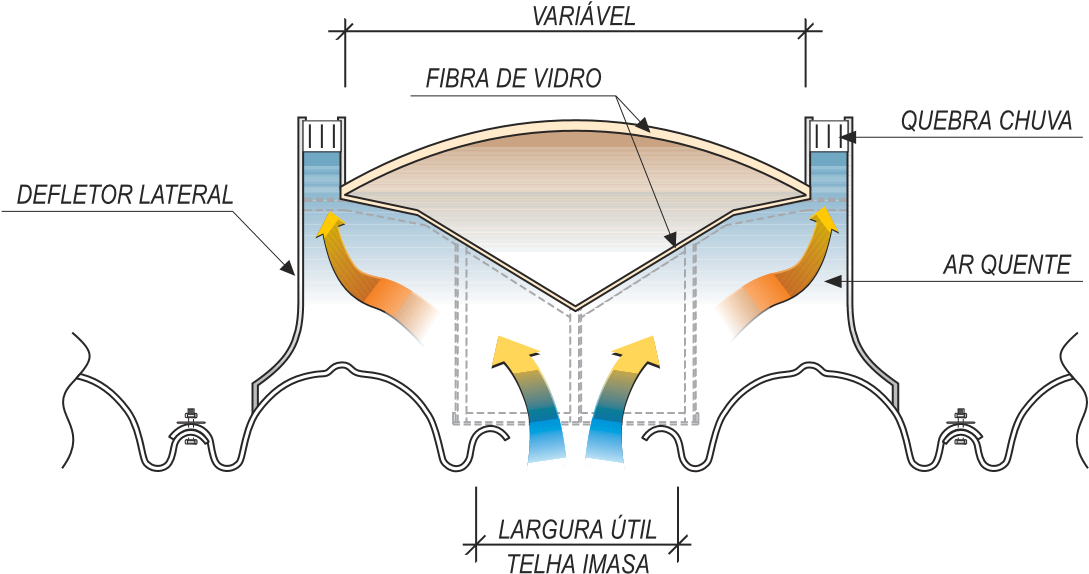 VARIÁVEL
FIBRA DE VIDRO
QUEBRA CHUVA
DEFLETOR LATERAL
AR QUENTE
LARGURA ÚTIL
TELHA IMASA